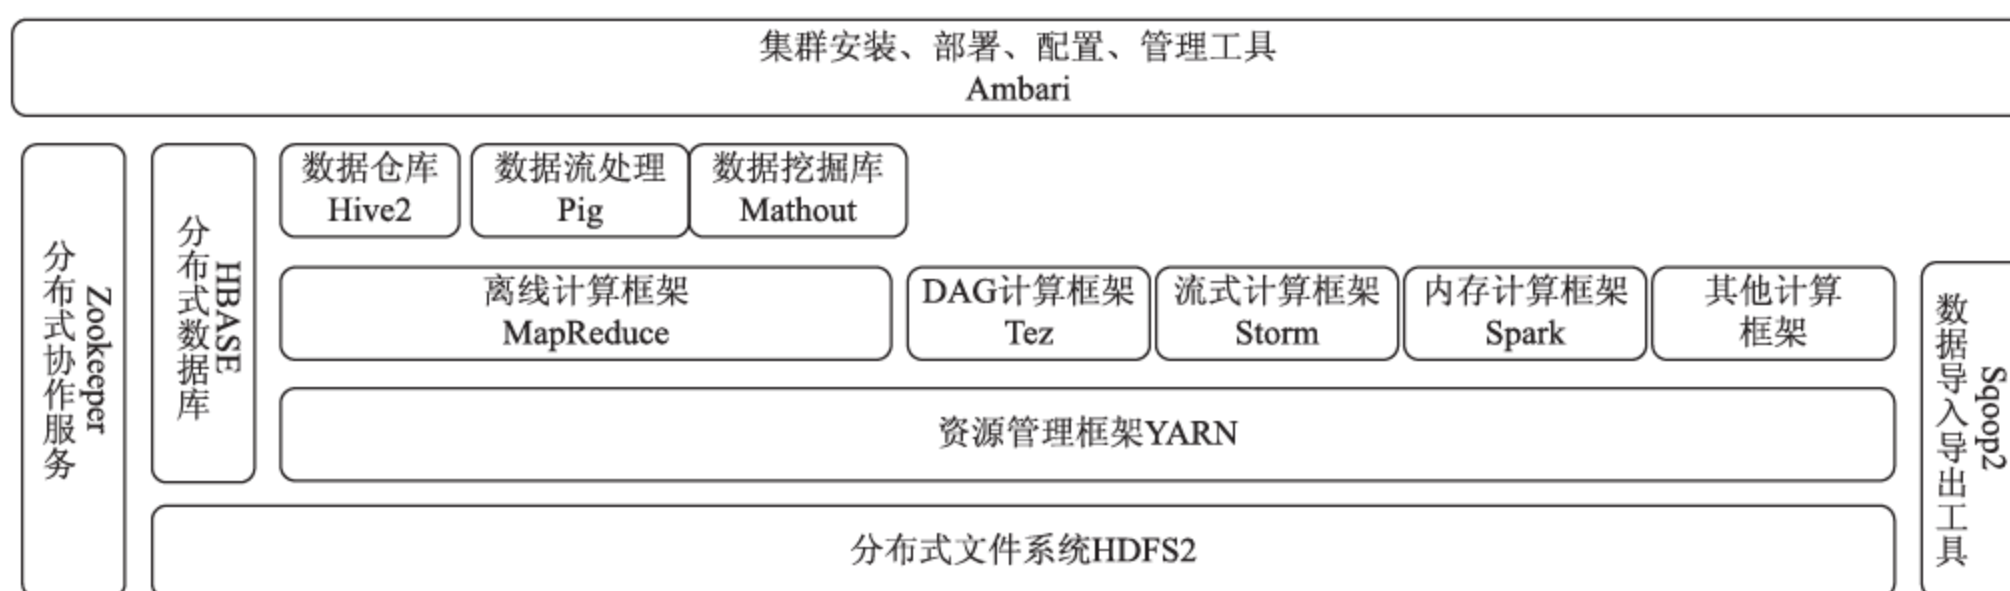 集群安装、部署、配置、管理工具
Ambari
分布式协作服务
Zookeeper
分布式数据库
HBASE
数据仓库
Hive2
数据流处理
Pig
数据挖掘库
Mathout
离线计算框架
MapReduce
DAG计算框架
Tez
流式计算框架
Storm
内存计算框架
Spark
其他计算
框架
资源管理框架YARN
分布式文件系统HDFS2
数据导入导出工具
Sqoop2